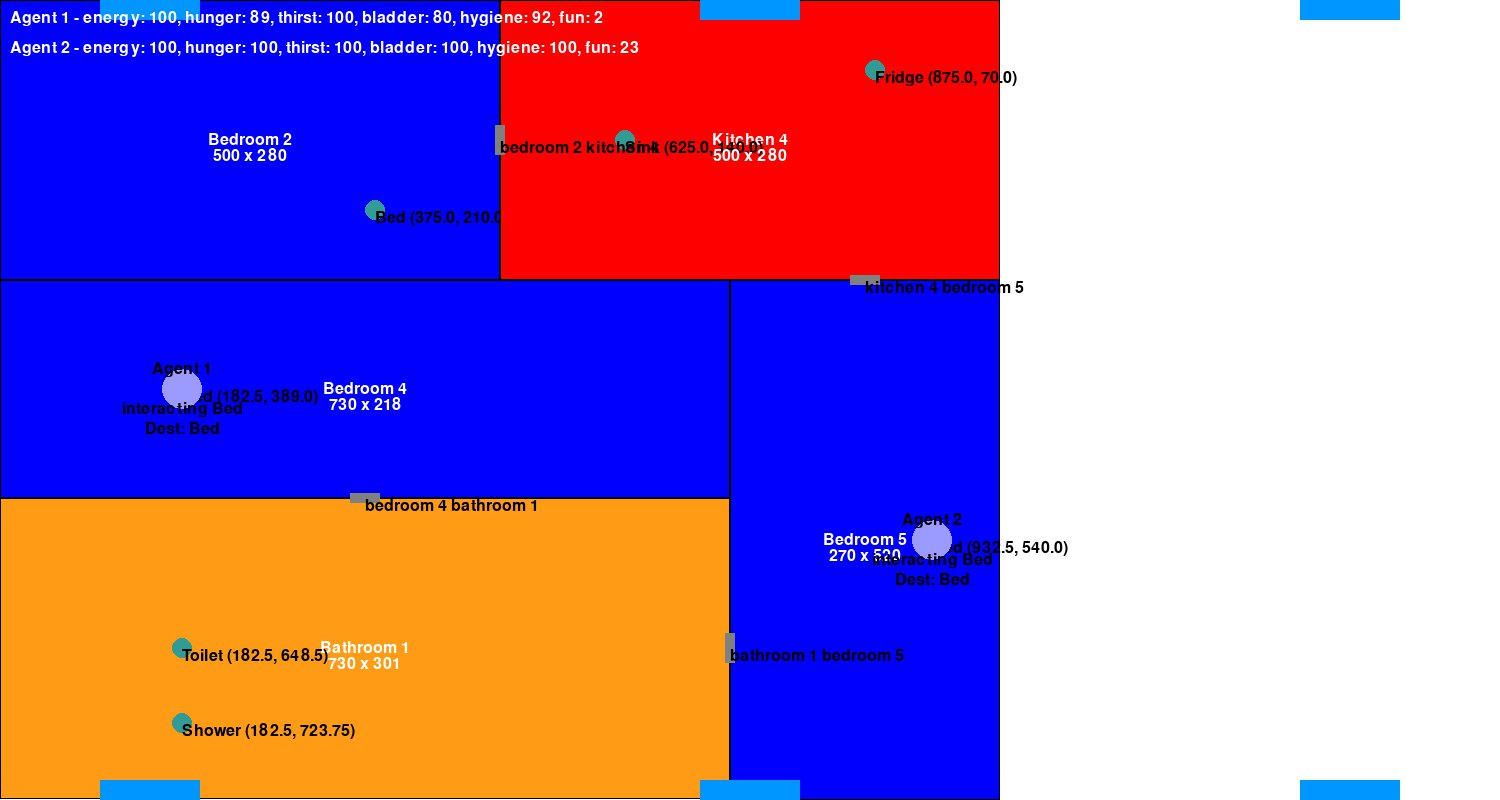 Agent 1 - energy: 100, hunger: 89, thirst: 100, bladder: 80, hygiene: 92, fun: 2
Agent 2 - energy: 100, hunger: 100, thirst: 100, bladder: 100, hygiene: 100, fun: 23
Fridge (875.0, 70.0)
Bedroom 2
500 x 280
bedroom 2 kitchen 4
Sink (625.0, 140.0)
Kitchen 4
500 x 280
Bed (375.0, 210.0
kitchen 4 bedroom 5
Agent 1
d (182.5, 389.0)
interacting Bed
Dest: Bed
Bedroom 4
730 x 218
bedroom 4 bathroom 1
Agent 2
Bedroom 5
270 x 520
d (932.5, 540.0)
interacting Bed
Dest: Bed
Toilet (182.5, 648.5)
Bathroom 1
730 x 301
bathroom 1 bedroom 5
Shower (182.5, 723.75)